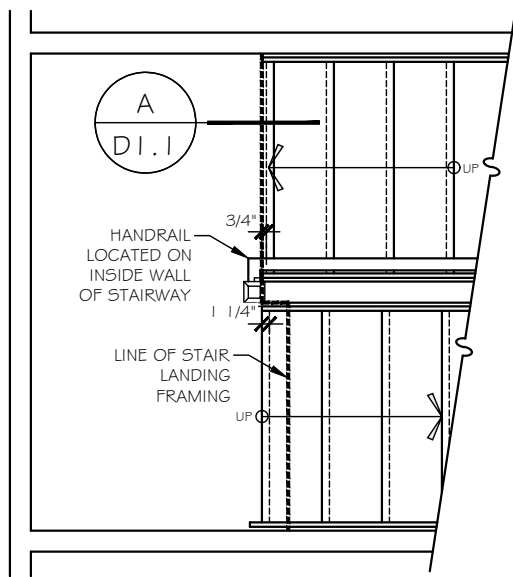 A
D1.1
UP
3/4"
HANDRAIL
LOCATED ON
INSIDE WALL
OF STAIRWAY
1 1/4"
LINE OF STAIR
LANDING
FRAMING
UP